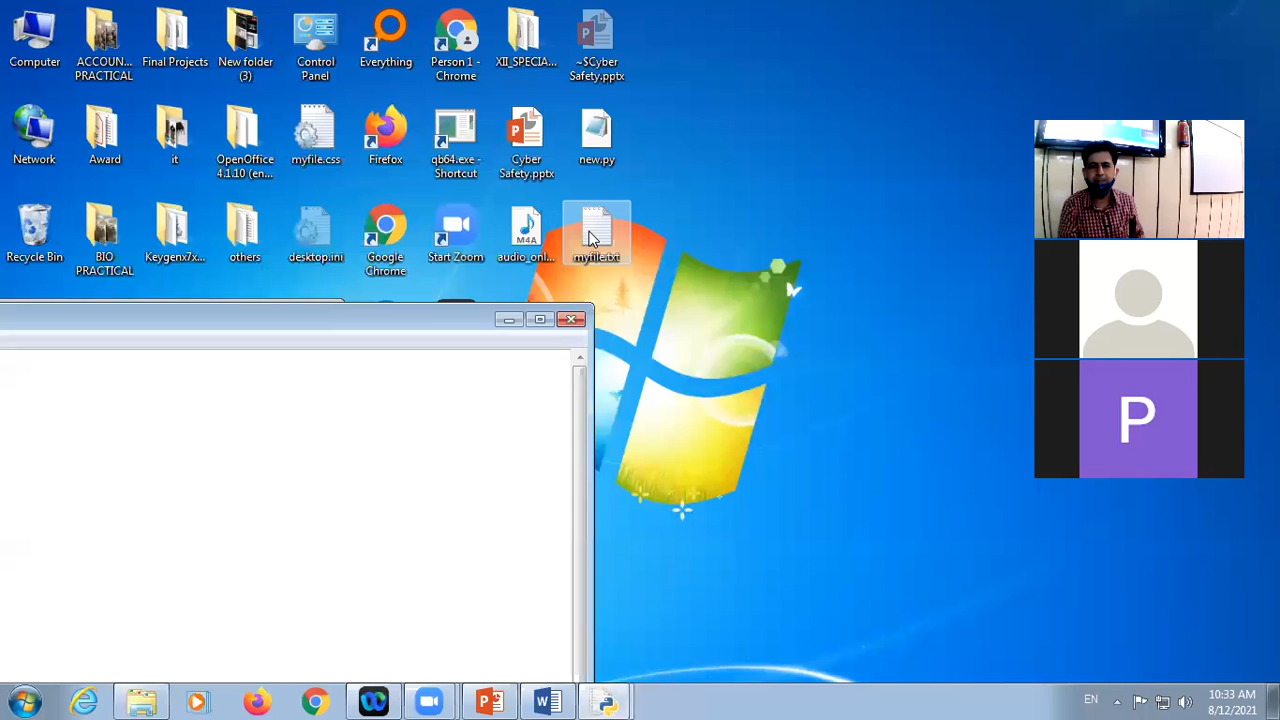 Computer
ACCOUN...
PRACTICAL
Final Projects
New folder
(3)
Control
Panel
Everything
Person 1 -
Chrome
XII_SPECIA...
~$Cyber
Safety.pptx
Network
Award
it
OpenOffice
4.1.10 (en...
myfile.css
Firefox
qb64.exe -
Shortcut
Cyber
Safety.pptx
new.py
Recycle Bin
BIO
PRACTICAL
Keygenx7x...
others
desktop.ini
Google
Chrome
Start Zoom
M4A
audio_onl...
myfile.txt
P
EN
10:33 AM
8/12/2021